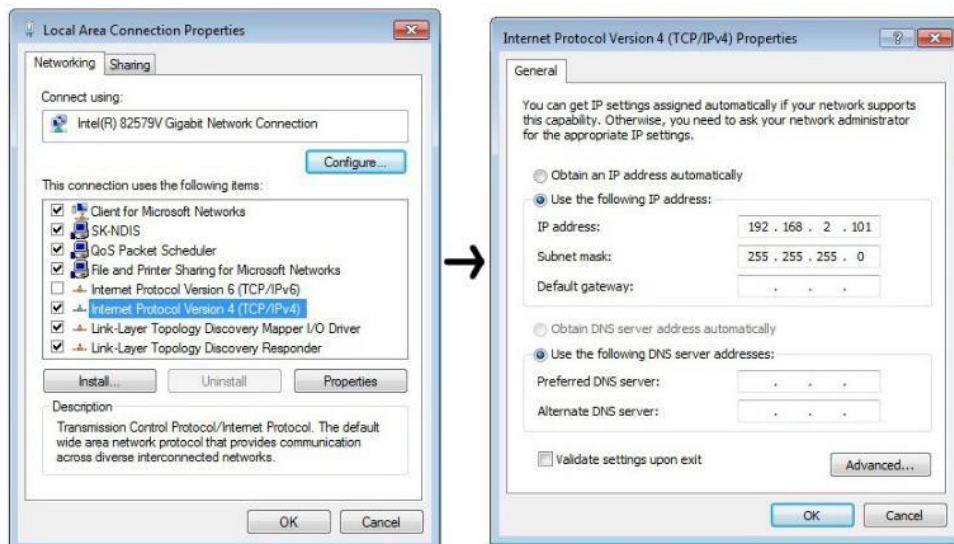 Local Area Connection Properties
Networking
Sharing
Connect using:
Intel(R) 82579V Gigabit Network Connection
Configure...
This connection uses the following items:
Client for Microsoft Networks
SK-NDIS
QoS Packet Scheduler
File and Printer Sharing for Microsoft Networks
Internet Protocol Version 6 (TCP/IPv6)
Internet Protocol Version 4 (TCP/IPv4)
Link-Layer Topology Discovery Mapper I/O Driver
Link-Layer Topology Discovery Responder
Install...
Uninstall
Properties
Description
Transmission Control Protocol/Internet Protocol. The default
wide area network protocol that provides communication
across diverse interconnected networks.
OK
Cancel
Internet Protocol Version 4 (TCP/IPv4) Properties
General
You can get IP settings assigned automatically if your network supports
this capability. Otherwise, you need to ask your network administrator
for the appropriate IP settings.
Obtain an IP address automatically
Use the following IP address:
IP address: 192 . 168 . 2 . 101
Subnet mask: 255 . 255 . 255 . 0
Default gateway: . . .
Obtain DNS server address automatically
Use the following DNS server addresses:
Preferred DNS server: . . .
Alternate DNS server: . . .
Validate settings upon exit
Advanced...
OK
Cancel